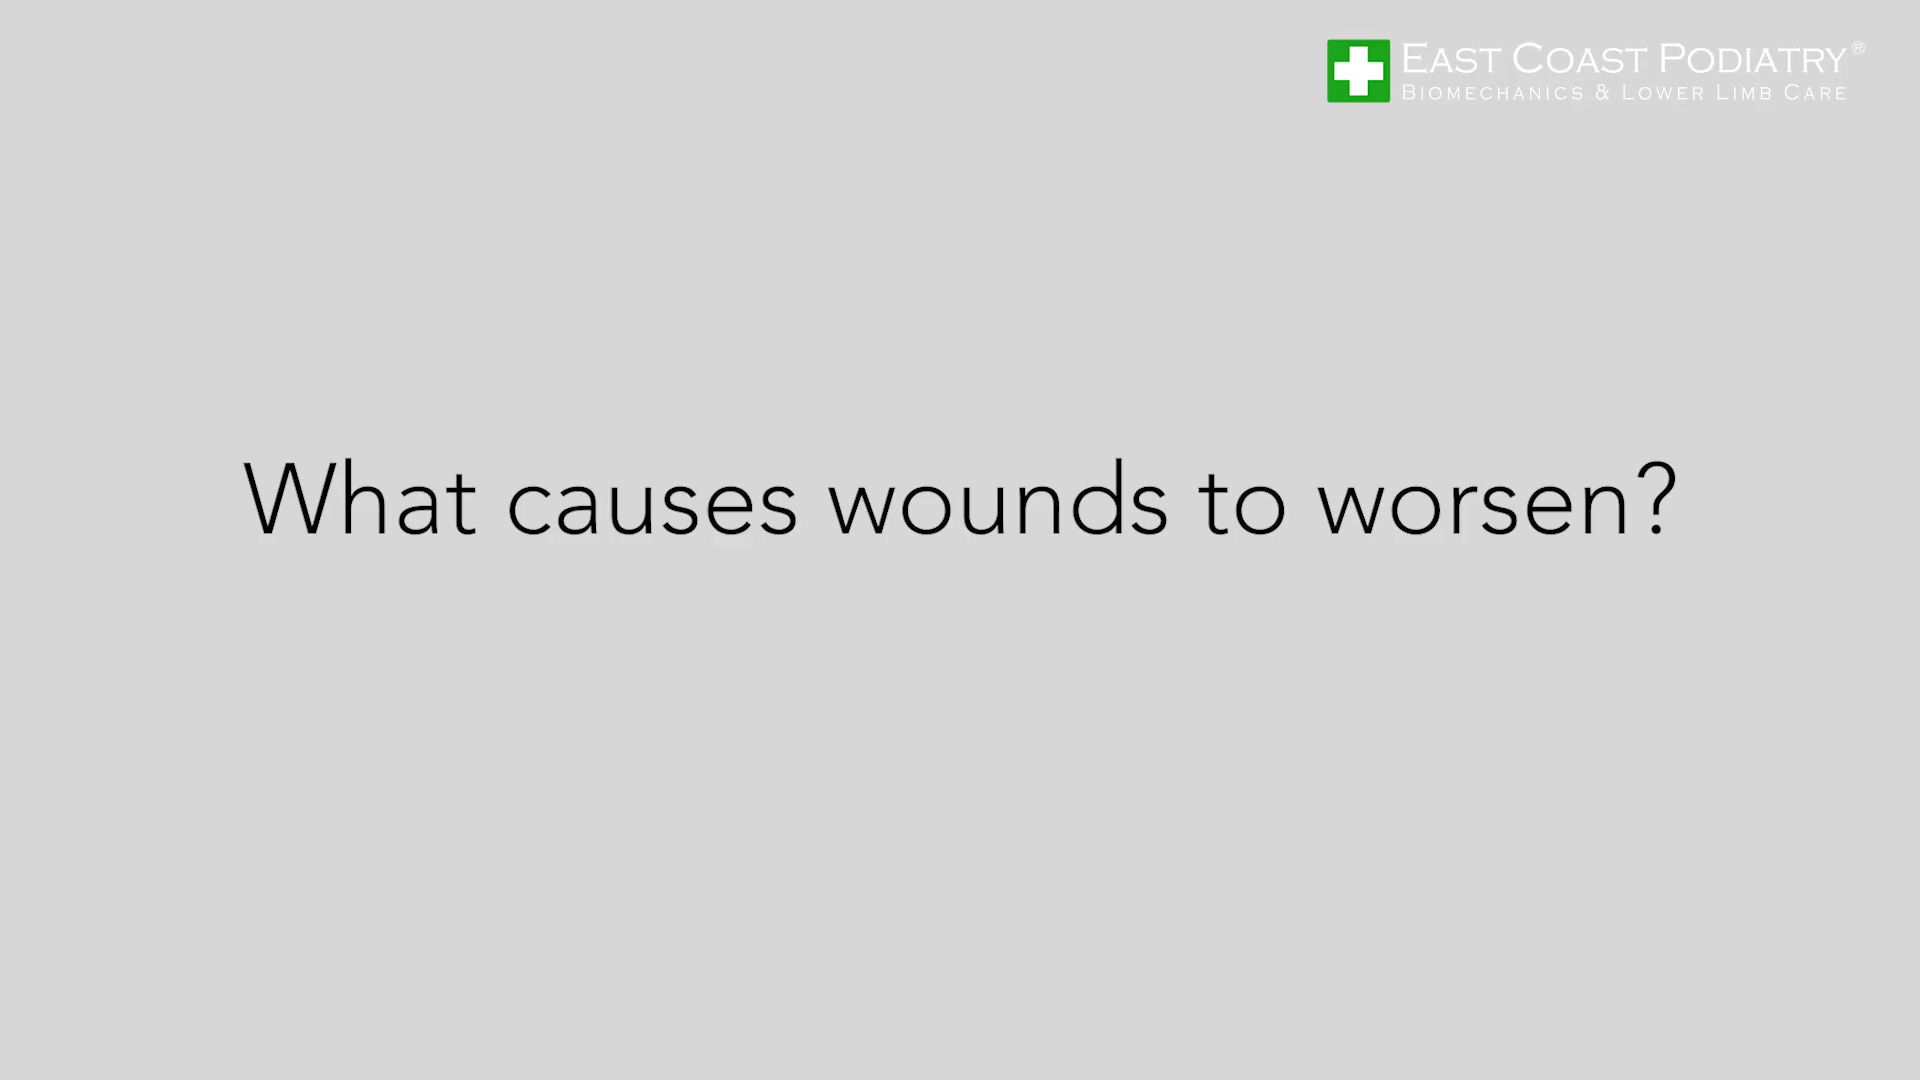 EAST COAST PODIATRY®
BIOMECHANICS & LOWER LIMB CARE
What causes wounds to worsen?